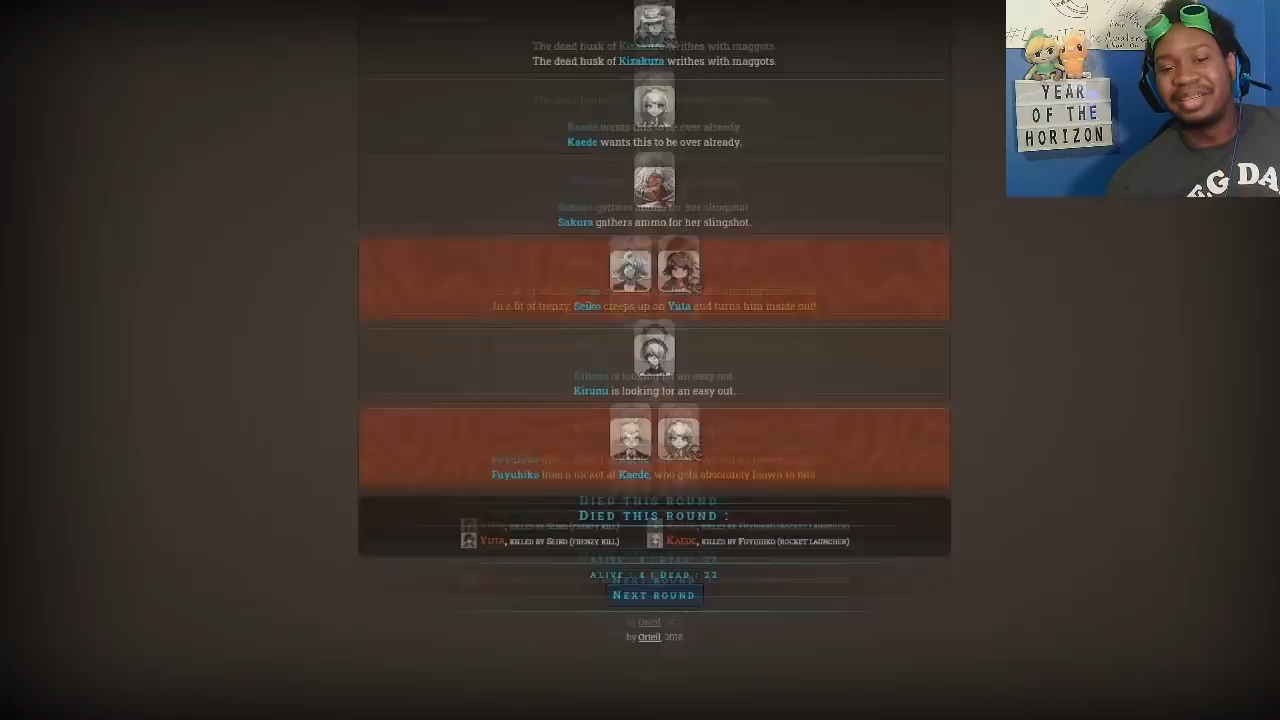 The dead husk of Kizakura writhes with maggots.
Kaede wants this to be over already.
Sakura gathers ammo for her slingshot.
In a fit of frenzy, Seiko creeps up on Yuta and turns him inside out!
Kirumi is looking for an easy out.
Fuyuhiko fires a rocket at Kaede, who gets absolutely blown to bits
DIED THIS ROUND :
YUTA, KILLED BY SEIKO (FRENZY KILL)
KAEDE, KILLED BY FUYUHIKO (ROCKET LAUNCHER)
ALIVE : 4 | DEAD : 22
NEXT ROUND
by Orteil, 2018
YEAR
OF THE
HORIZON